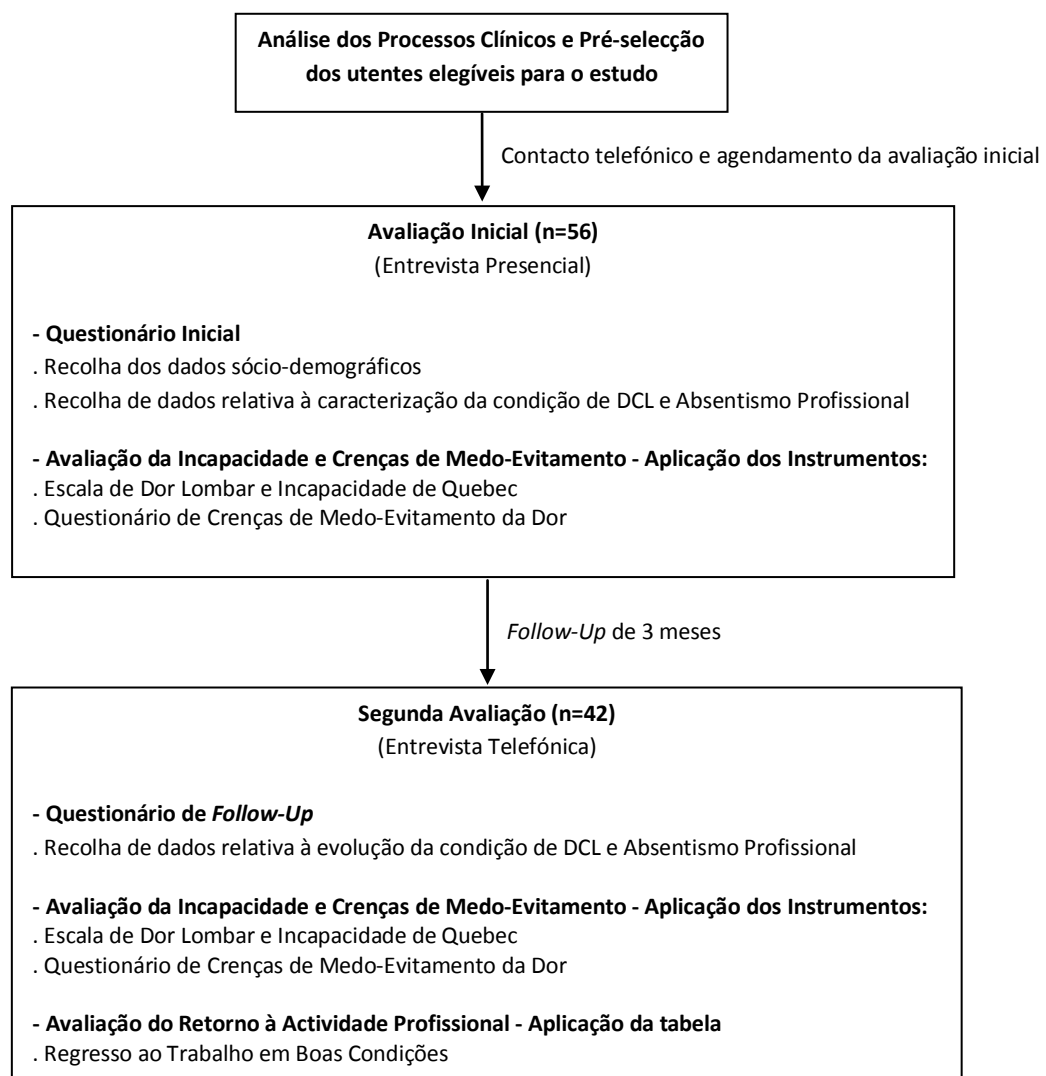 Análise dos Processos Clínicos e Pré-selecção
dos utentes elegíveis para o estudo
Contacto telefónico e agendamento da avaliação inicial
Avaliação Inicial (n=56)
(Entrevista Presencial)
- Questionário Inicial
. Recolha dos dados sócio-demográficos
. Recolha de dados relativa à caracterização da condição de DCL e Absentismo Profissional
- Avaliação da Incapacidade e Crenças de Medo-Evitamento - Aplicação dos Instrumentos:
. Escala de Dor Lombar e Incapacidade de Quebec
. Questionário de Crenças de Medo-Evitamento da Dor
Follow-Up de 3 meses
Segunda Avaliação (n=42)
(Entrevista Telefónica)
- Questionário de Follow-Up
. Recolha de dados relativa à evolução da condição de DCL e Absentismo Profissional
- Avaliação da Incapacidade e Crenças de Medo-Evitamento - Aplicação dos Instrumentos:
. Escala de Dor Lombar e Incapacidade de Quebec
. Questionário de Crenças de Medo-Evitamento da Dor
- Avaliação do Retorno à Actividade Profissional - Aplicação da tabela
. Regresso ao Trabalho em Boas Condições